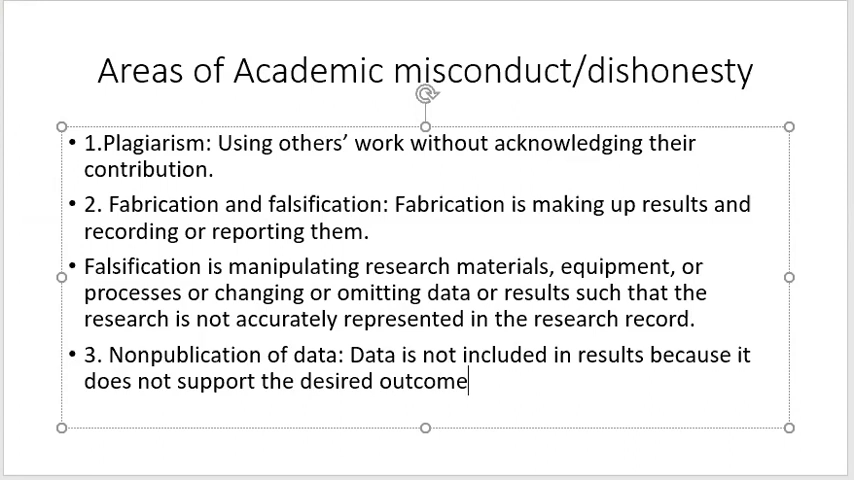 Areas of Academic misconduct/dishonesty
• 1.Plagiarism: Using others’ work without acknowledging their
contribution.
• 2. Fabrication and falsification: Fabrication is making up results and
recording or reporting them.
• Falsification is manipulating research materials, equipment, or
processes or changing or omitting data or results such that the
research is not accurately represented in the research record.
• 3. Nonpublication of data: Data is not included in results because it
does not support the desired outcome